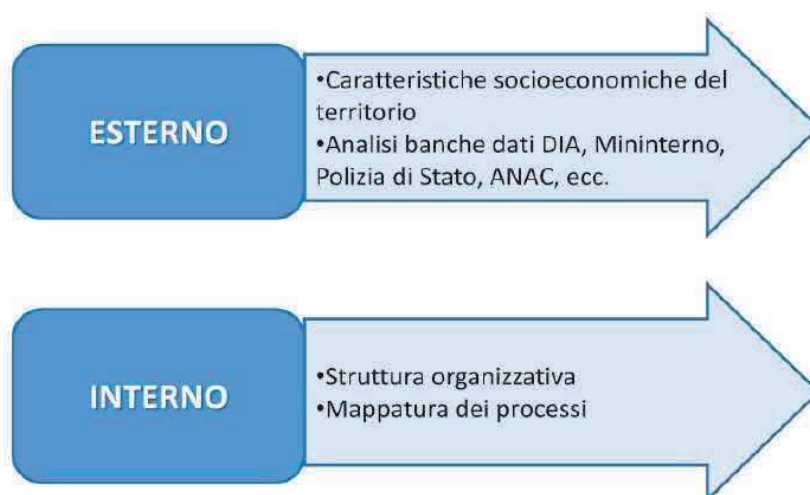 ESTERNO
•Caratteristiche socioeconomiche del
territorio
•Analisi banche dati DIA, Mininterno,
Polizia di Stato, ANAC, ecc.
INTERNO
•Struttura organizzativa
•Mappatura dei processi